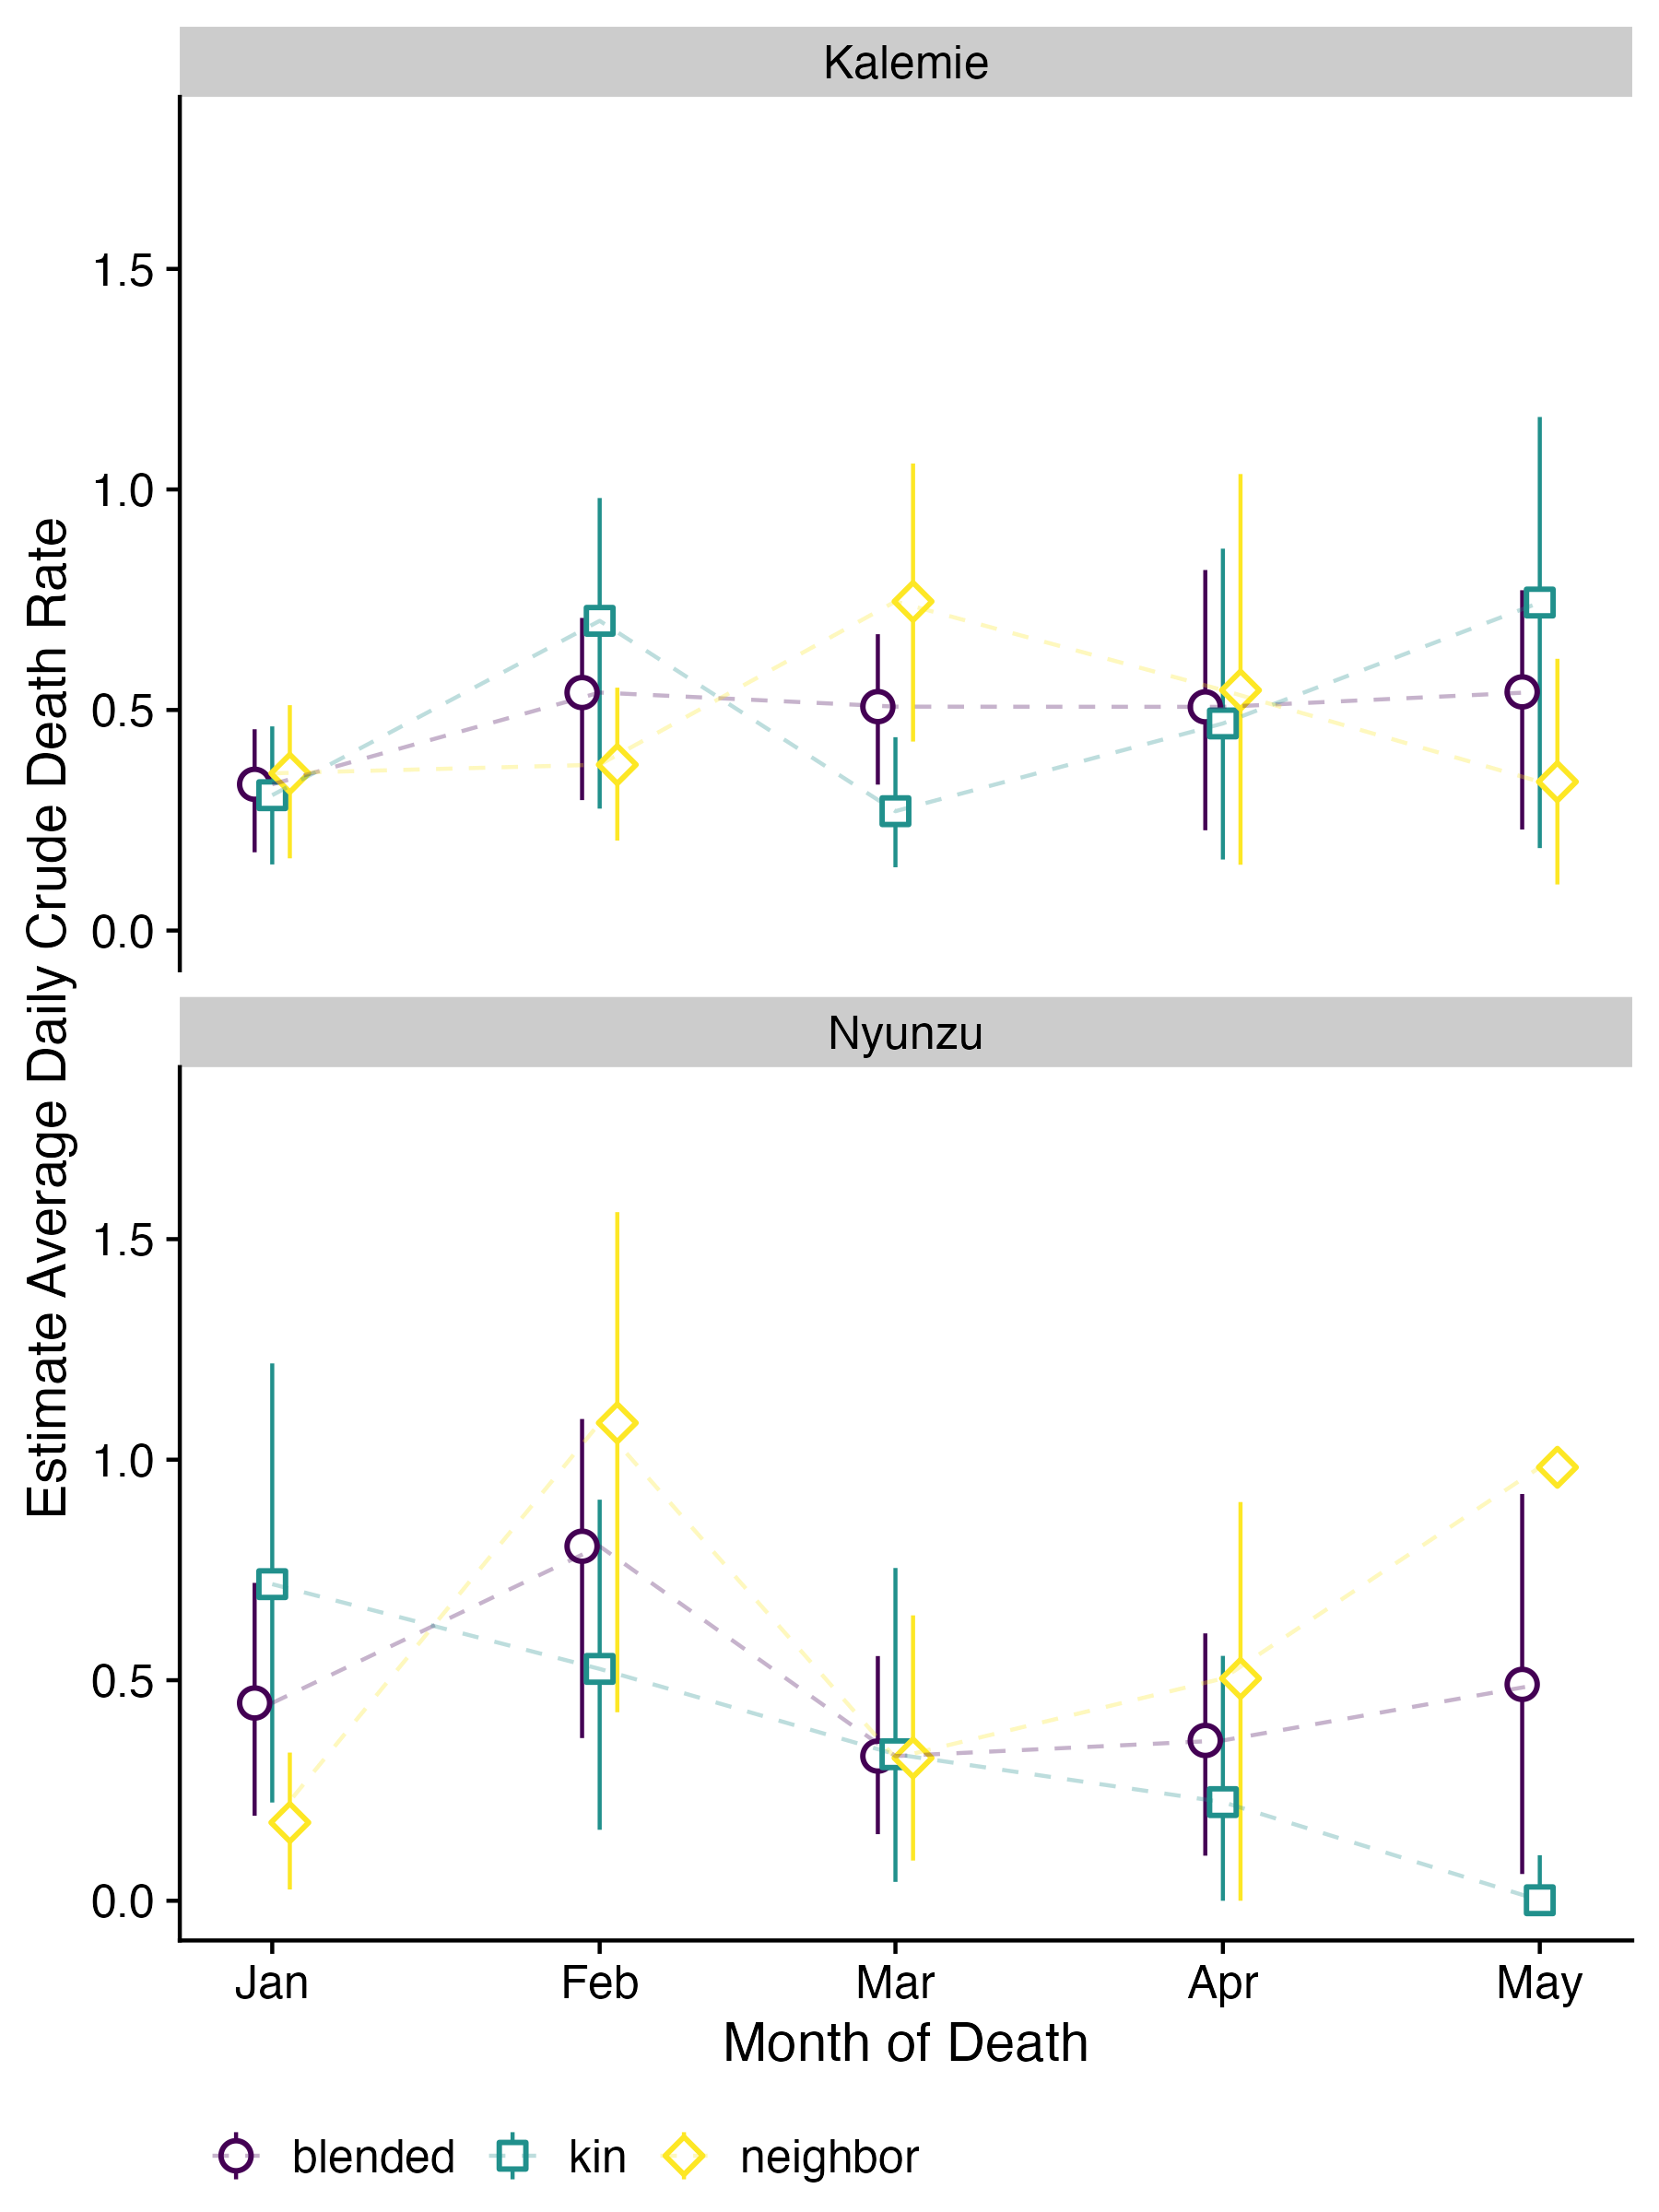 Kalemie
1.5
1.0
0.5
0.0
Estimate Average Daily Crude Death Rate
Nyunzu
1.5
1.0
0.5
0.0
Jan Feb Mar Apr May
Month of Death
blended kin neighbor